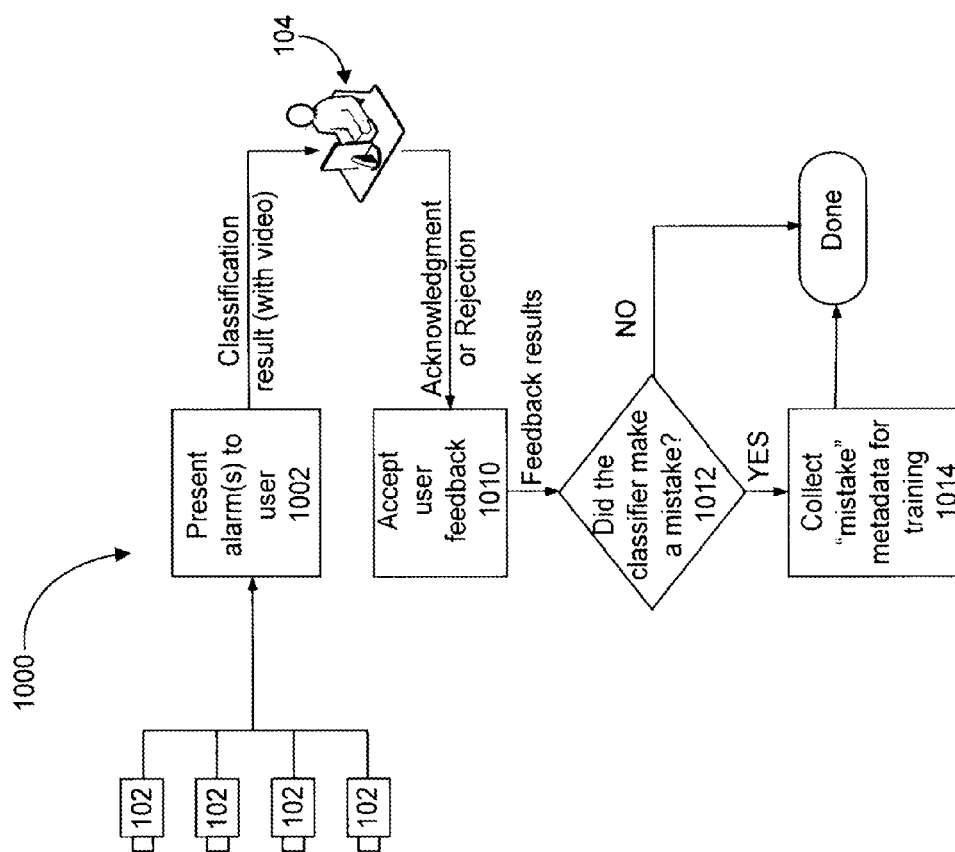 1000
102
102
102
102
Present
alarm(s) to
user
1002
Classification
result (with video)
104
Acknowledgment
or Rejection
Accept
user
feedback
1010
Feedback results
Did the
classifier make
a mistake?
1012
NO
YES
Collect
“mistake”
metadata for
training
1014
Done